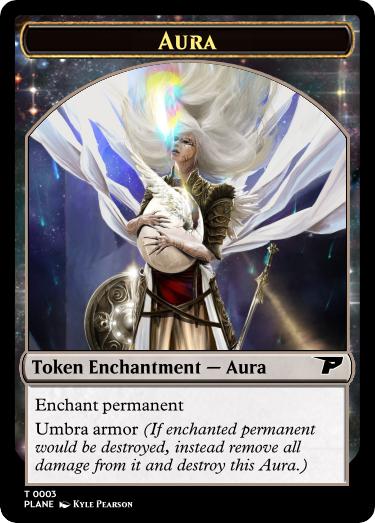 Aura
Token Enchantment — Aura
Enchant permanent
Umbra armor (If enchanted permanent
would be destroyed, instead remove all
damage from it and destroy this Aura.)
T 0003
PLANE Kyle Pearson